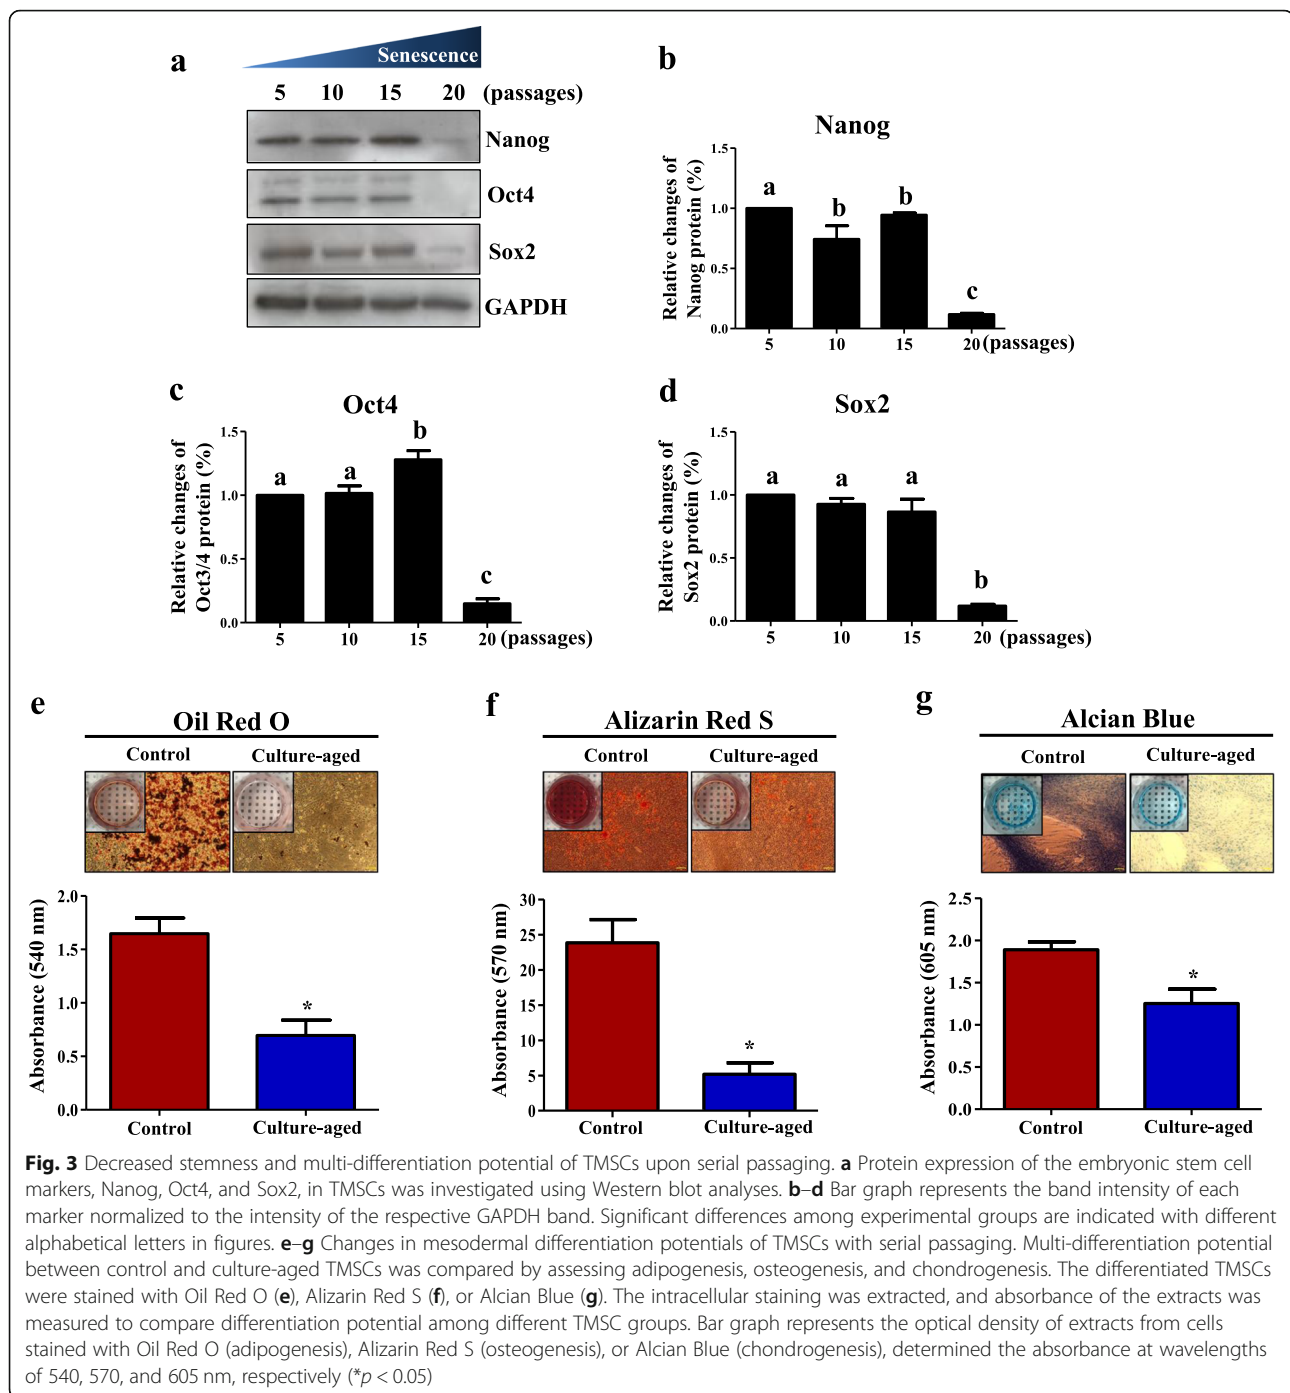 a
Senescence
5 10 15 20 (passages)
Nanog
Oct4
Sox2
GAPDH
b
Nanog
Relative changes of
Nanog protein (%)
1.5
1.0
0.5
0.0
a
b
b
c
5 10 15 20 (passages)
c
Oct4
Relative changes of
Oct3/4 protein (%)
1.5
1.0
0.5
0.0
a
a
b
c
5 10 15 20 (passages)
d
Sox2
Relative changes of
Sox2 protein (%)
1.5
1.0
0.5
0.0
a
a
a
b
5 10 15 20 (passages)
e
Oil Red O
Control Culture-aged
Absorbance (540 nm)
2.0
1.5
1.0
0.5
0.0
*
Control Culture-aged
f
Alizarin Red S
Control Culture-aged
Absorbance (570 nm)
30
25
20
15
10
5
0
*
Control Culture-aged
g
Alcian Blue
Control Culture-aged
Absorbance (605 nm)
2.5
2.0
1.5
1.0
0.5
0.0
*
Control Culture-aged
Fig. 3 Decreased stemness and multi-differentiation potential of TMSCs upon serial passaging. a Protein expression of the embryonic stem cell
markers, Nanog, Oct4, and Sox2, in TMSCs was investigated using Western blot analyses. b–d Bar graph represents the band intensity of each
marker normalized to the intensity of the respective GAPDH band. Significant differences among experimental groups are indicated with different
alphabetical letters in figures. e–g Changes in mesodermal differentiation potentials of TMSCs with serial passaging. Multi-differentiation potential
between control and culture-aged TMSCs was compared by assessing adipogenesis, osteogenesis, and chondrogenesis. The differentiated TMSCs
were stained with Oil Red O (e), Alizarin Red S (f), or Alcian Blue (g). The intracellular staining was extracted, and absorbance of the extracts was
measured to compare differentiation potential among different TMSC groups. Bar graph represents the optical density of extracts from cells
stained with Oil Red O (adipogenesis), Alizarin Red S (osteogenesis), or Alcian Blue (chondrogenesis), determined the absorbance at wavelengths
of 540, 570, and 605 nm, respectively (*p < 0.05)